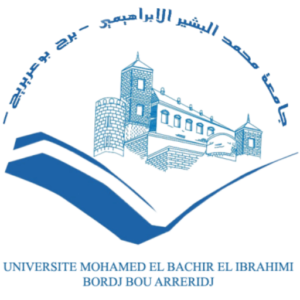 جامعة محمد البشير الإبراهيمي - برج بوعريريج -
UNIVERSITE MOHAMED EL BACHIR EL IBRAHIMI
BORDJ BOU ARRERIDJ